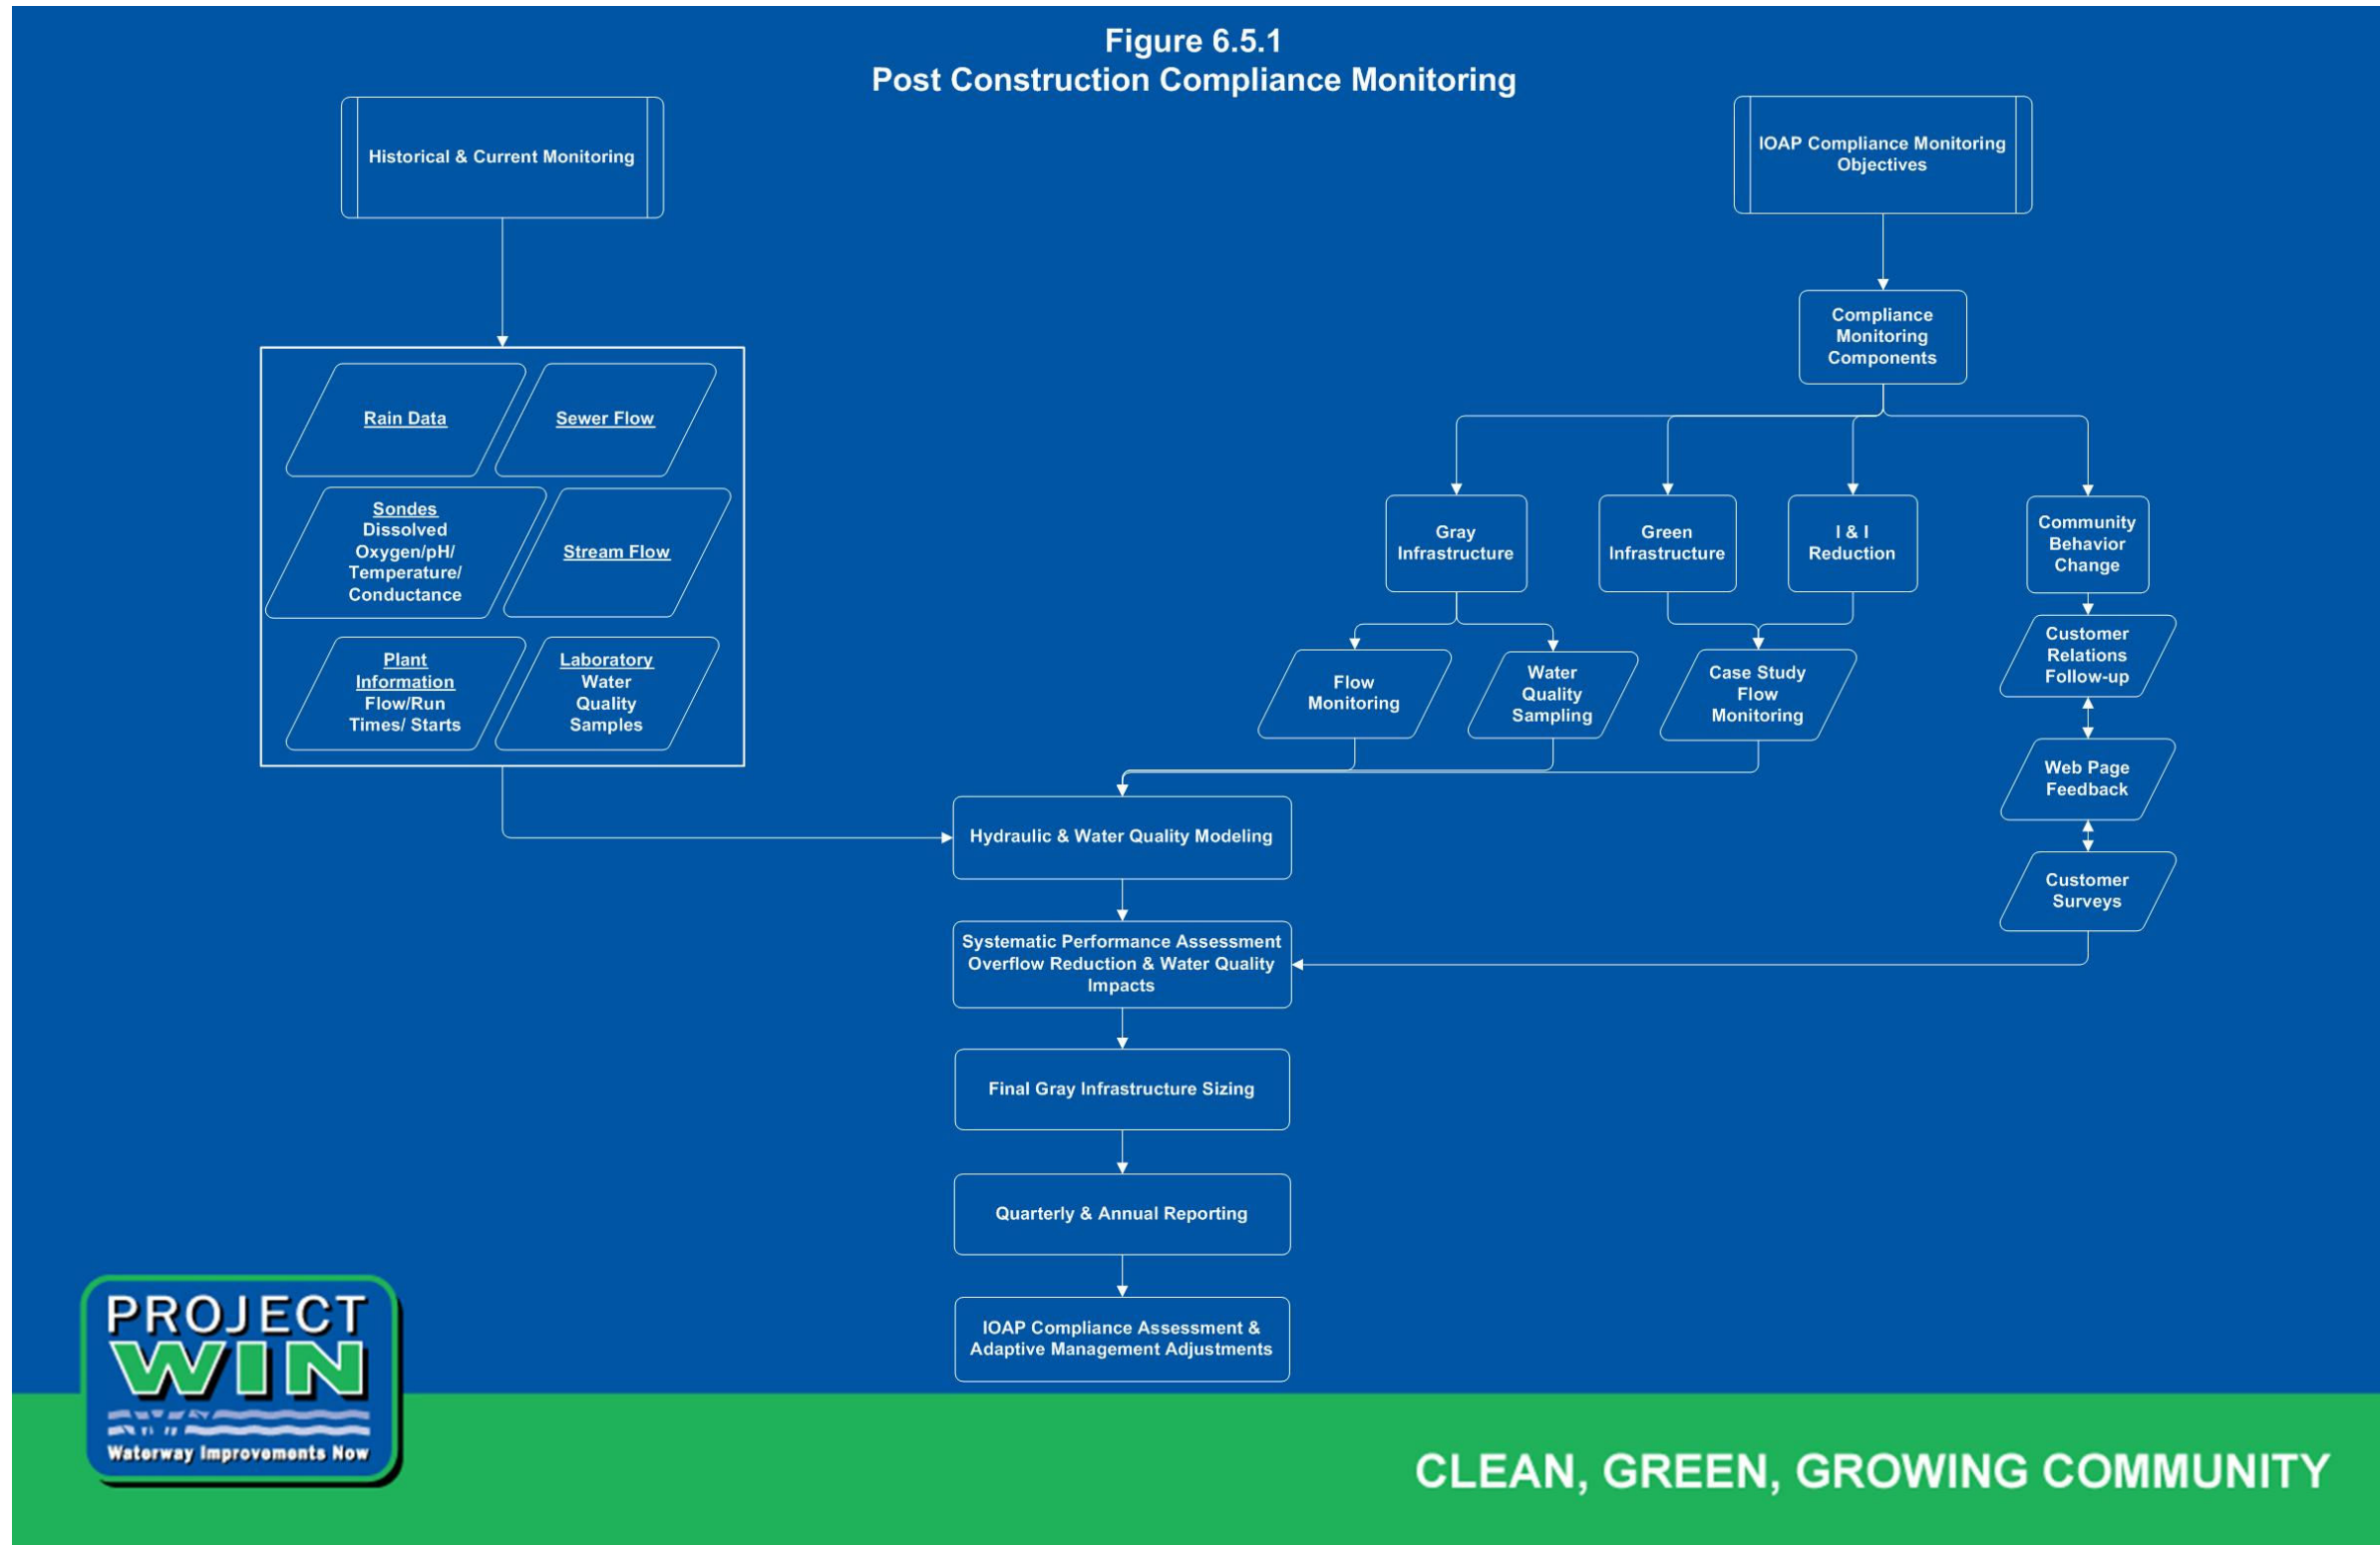 Figure 6.5.1
Post Construction Compliance Monitoring
Historical & Current Monitoring
Rain Data
Sewer Flow
Sondes
Dissolved
Oxygen/pH/
Temperature/
Conductance
Stream Flow
Plant
Information
Flow/Run
Times/ Starts
Laboratory
Water
Quality
Samples
IOAP Compliance Monitoring
Objectives
Compliance
Monitoring
Components
Gray
Infrastructure
Green
Infrastructure
I & I
Reduction
Community
Behavior
Change
Flow
Monitoring
Water
Quality
Sampling
Case Study
Flow
Monitoring
Customer
Relations
Follow-up
Web Page
Feedback
Customer
Surveys
Hydraulic & Water Quality Modeling
Systematic Performance Assessment
Overflow Reduction & Water Quality
Impacts
Final Gray Infrastructure Sizing
Quarterly & Annual Reporting
IOAP Compliance Assessment &
Adaptive Management Adjustments
PROJECT
WIN
Waterway Improvements Now
CLEAN, GREEN, GROWING COMMUNITY